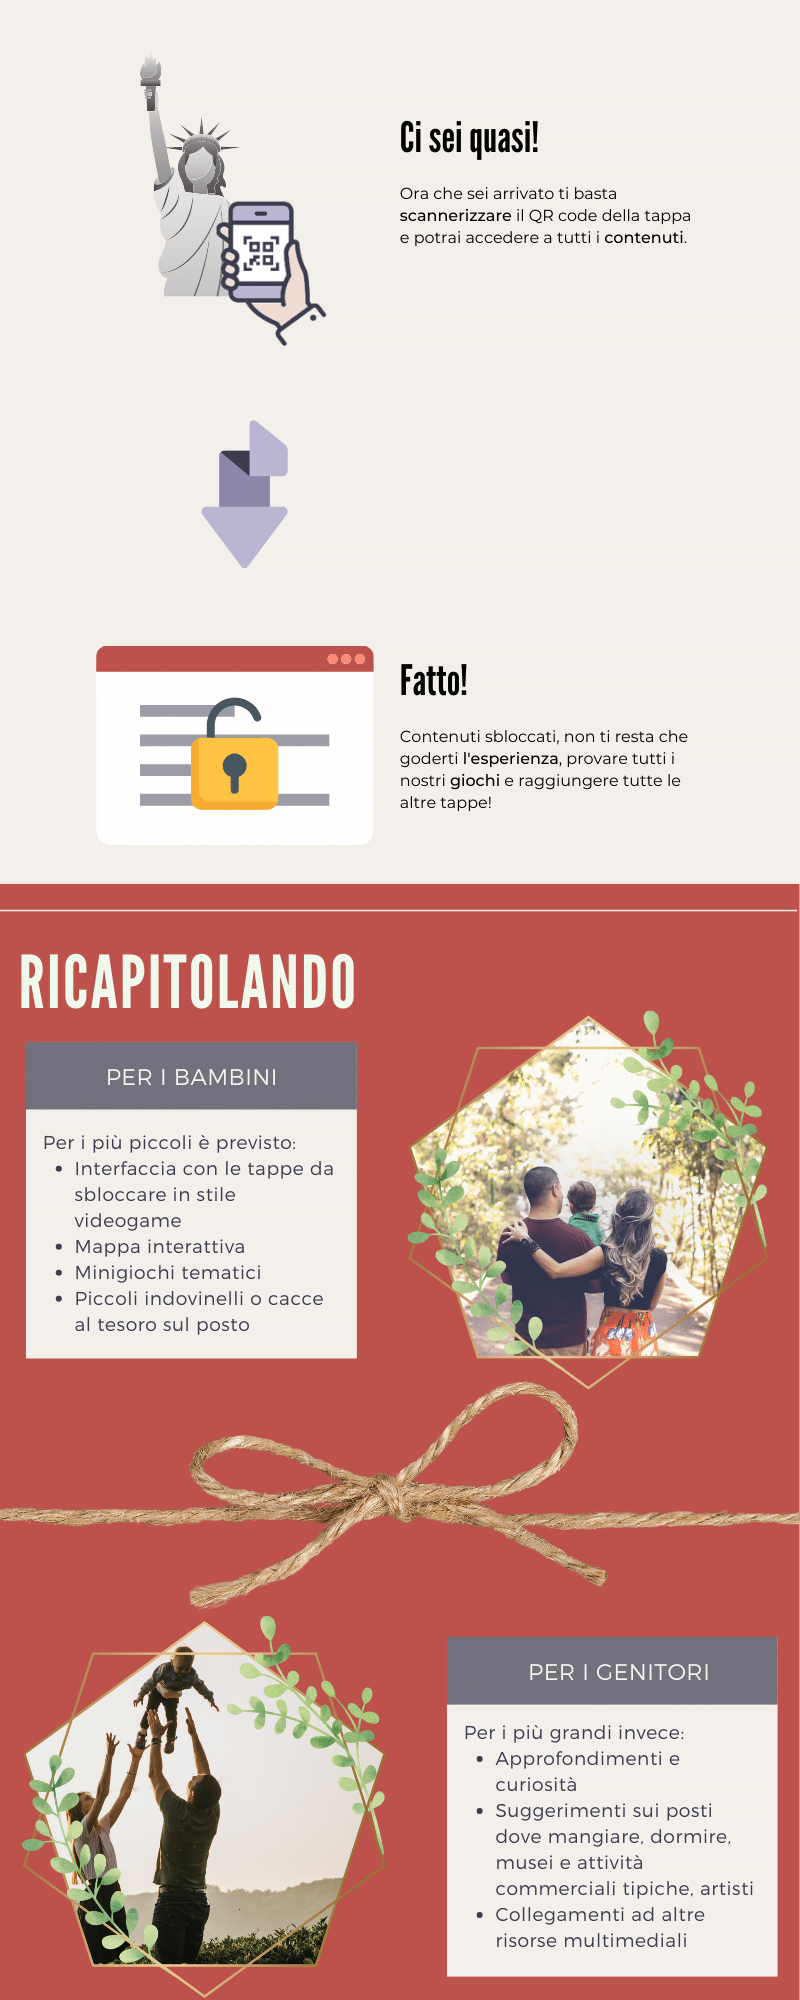 Ci sei quasi!
Ora che sei arrivato ti basta
scannerizzare il QR code della tappa
e potrai accedere a tutti i contenuti.
Fatto!
Contenuti sbloccati, non ti resta che
goderti l'esperienza, provare tutti i
nostri giochi e raggiungere tutte le
altre tappe!
RICAPITOLANDO
PER I BAMBINI
Per i più piccoli è previsto:
• Interfaccia con le tappe da
sbloccare in stile
videogame
• Mappa interattiva
• Minigiochi tematici
• Piccoli indovinelli o cacce
al tesoro sul posto
PER I GENITORI
Per i più grandi invece:
• Approfondimenti e
curiosità
• Suggerimenti sui posti
dove mangiare, dormire,
musei e attività
commerciali tipiche, artisti
• Collegamenti ad altre
risorse multimediali